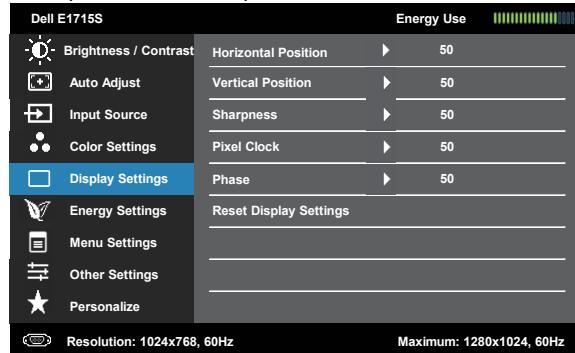 Dell E1715S Energy Use
Brightness / Contrast Horizontal Position 50
Auto Adjust Vertical Position 50
Input Source Sharpness 50
Color Settings Pixel Clock 50
Display Settings Phase 50
Energy Settings Reset Display Settings
Menu Settings
Other Settings
Personalize
Resolution: 1024x768, 60Hz Maximum: 1280x1024, 60Hz